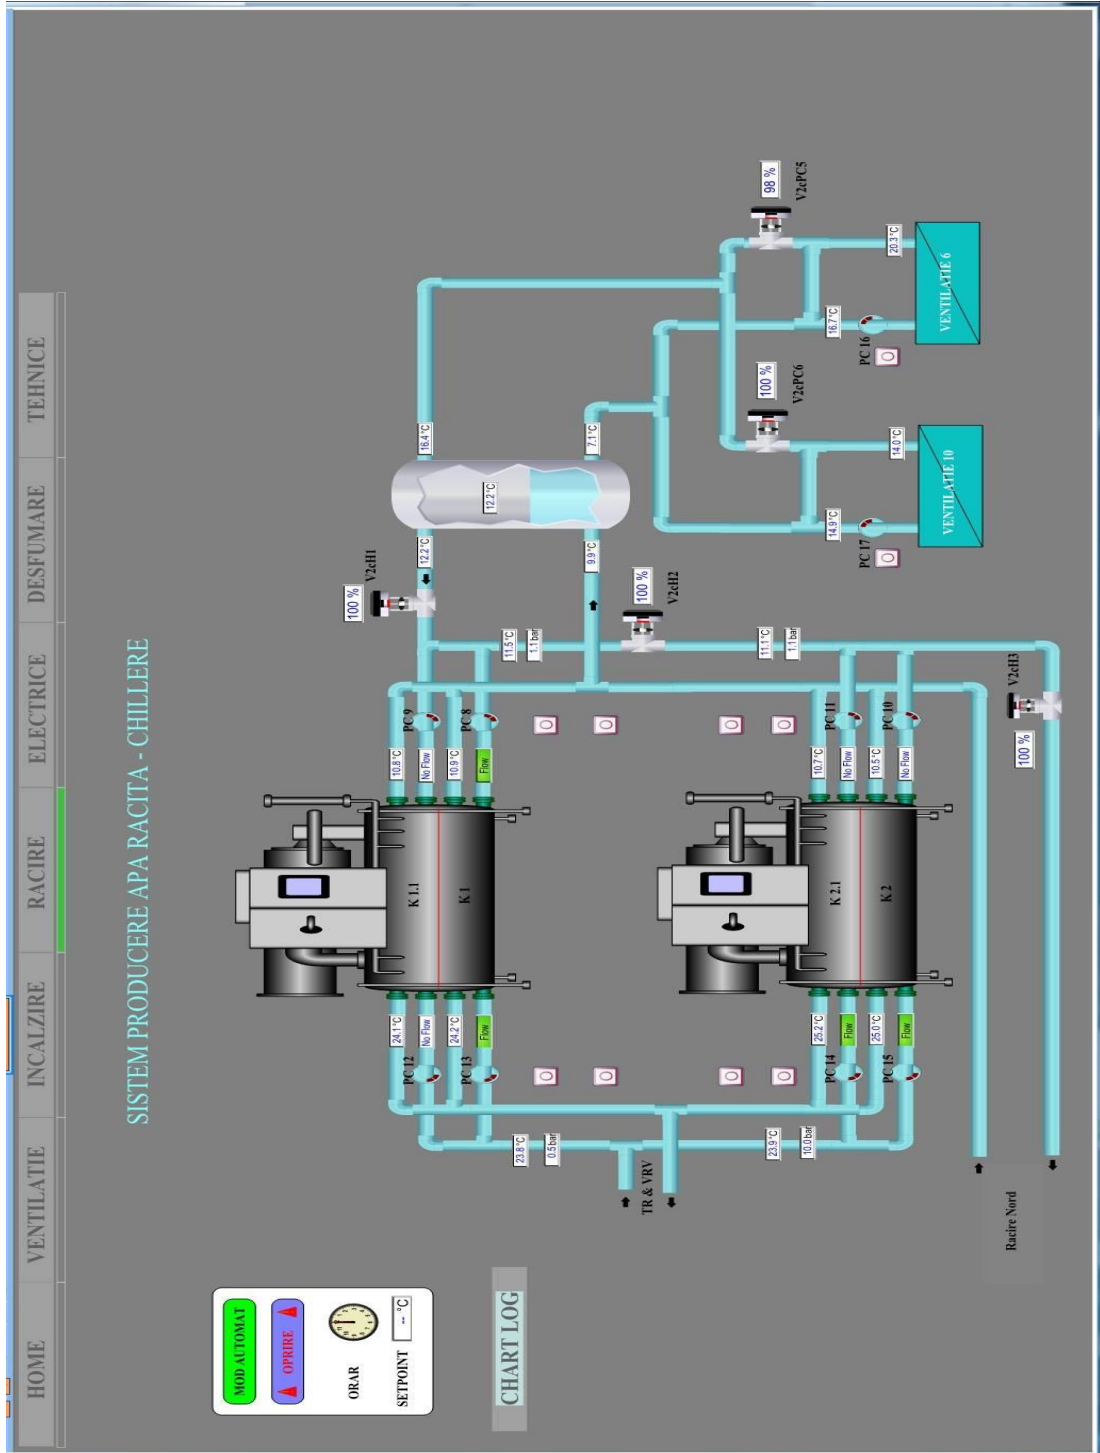 HOME
VENTILATIE
INCALZIRE
RACIRE
ELECTRICE
DESFUMARE
TEHNICE
SISTEM PRODUCERE APA RACITA - CHILLERE
MOD AUTOMAT
OPRIRE
ORAR
SETPOINT
-- °C
CHART LOG
24.1 °C
PC 12
No Flow
24.2 °C
PC 13
Flow
K 1.1
K 1
10.8 °C
PC 9
No Flow
10.9 °C
PC 8
Flow
100 %
V2cH1
12.2 °C
16.4 °C
12.2 °C
9.9 °C
7.1 °C
11.5 °C
1.1 bar
100 %
V2cH2
11.1 °C
1.1 bar
23.8 °C
0.5 bar
TR & VRV
23.9 °C
10.0 bar
25.2 °C
PC 14
Flow
25.0 °C
PC 15
Flow
K 2.1
K 2
10.7 °C
PC 11
No Flow
10.5 °C
PC 10
No Flow
100 %
V2cPC6
98 %
V2cPC5
14.9 °C
14.0 °C
PC 17
VENTILATIE 10
16.7 °C
20.3 °C
PC 16
VENTILATIE 6
Racire Nord
100 %
V2cH3